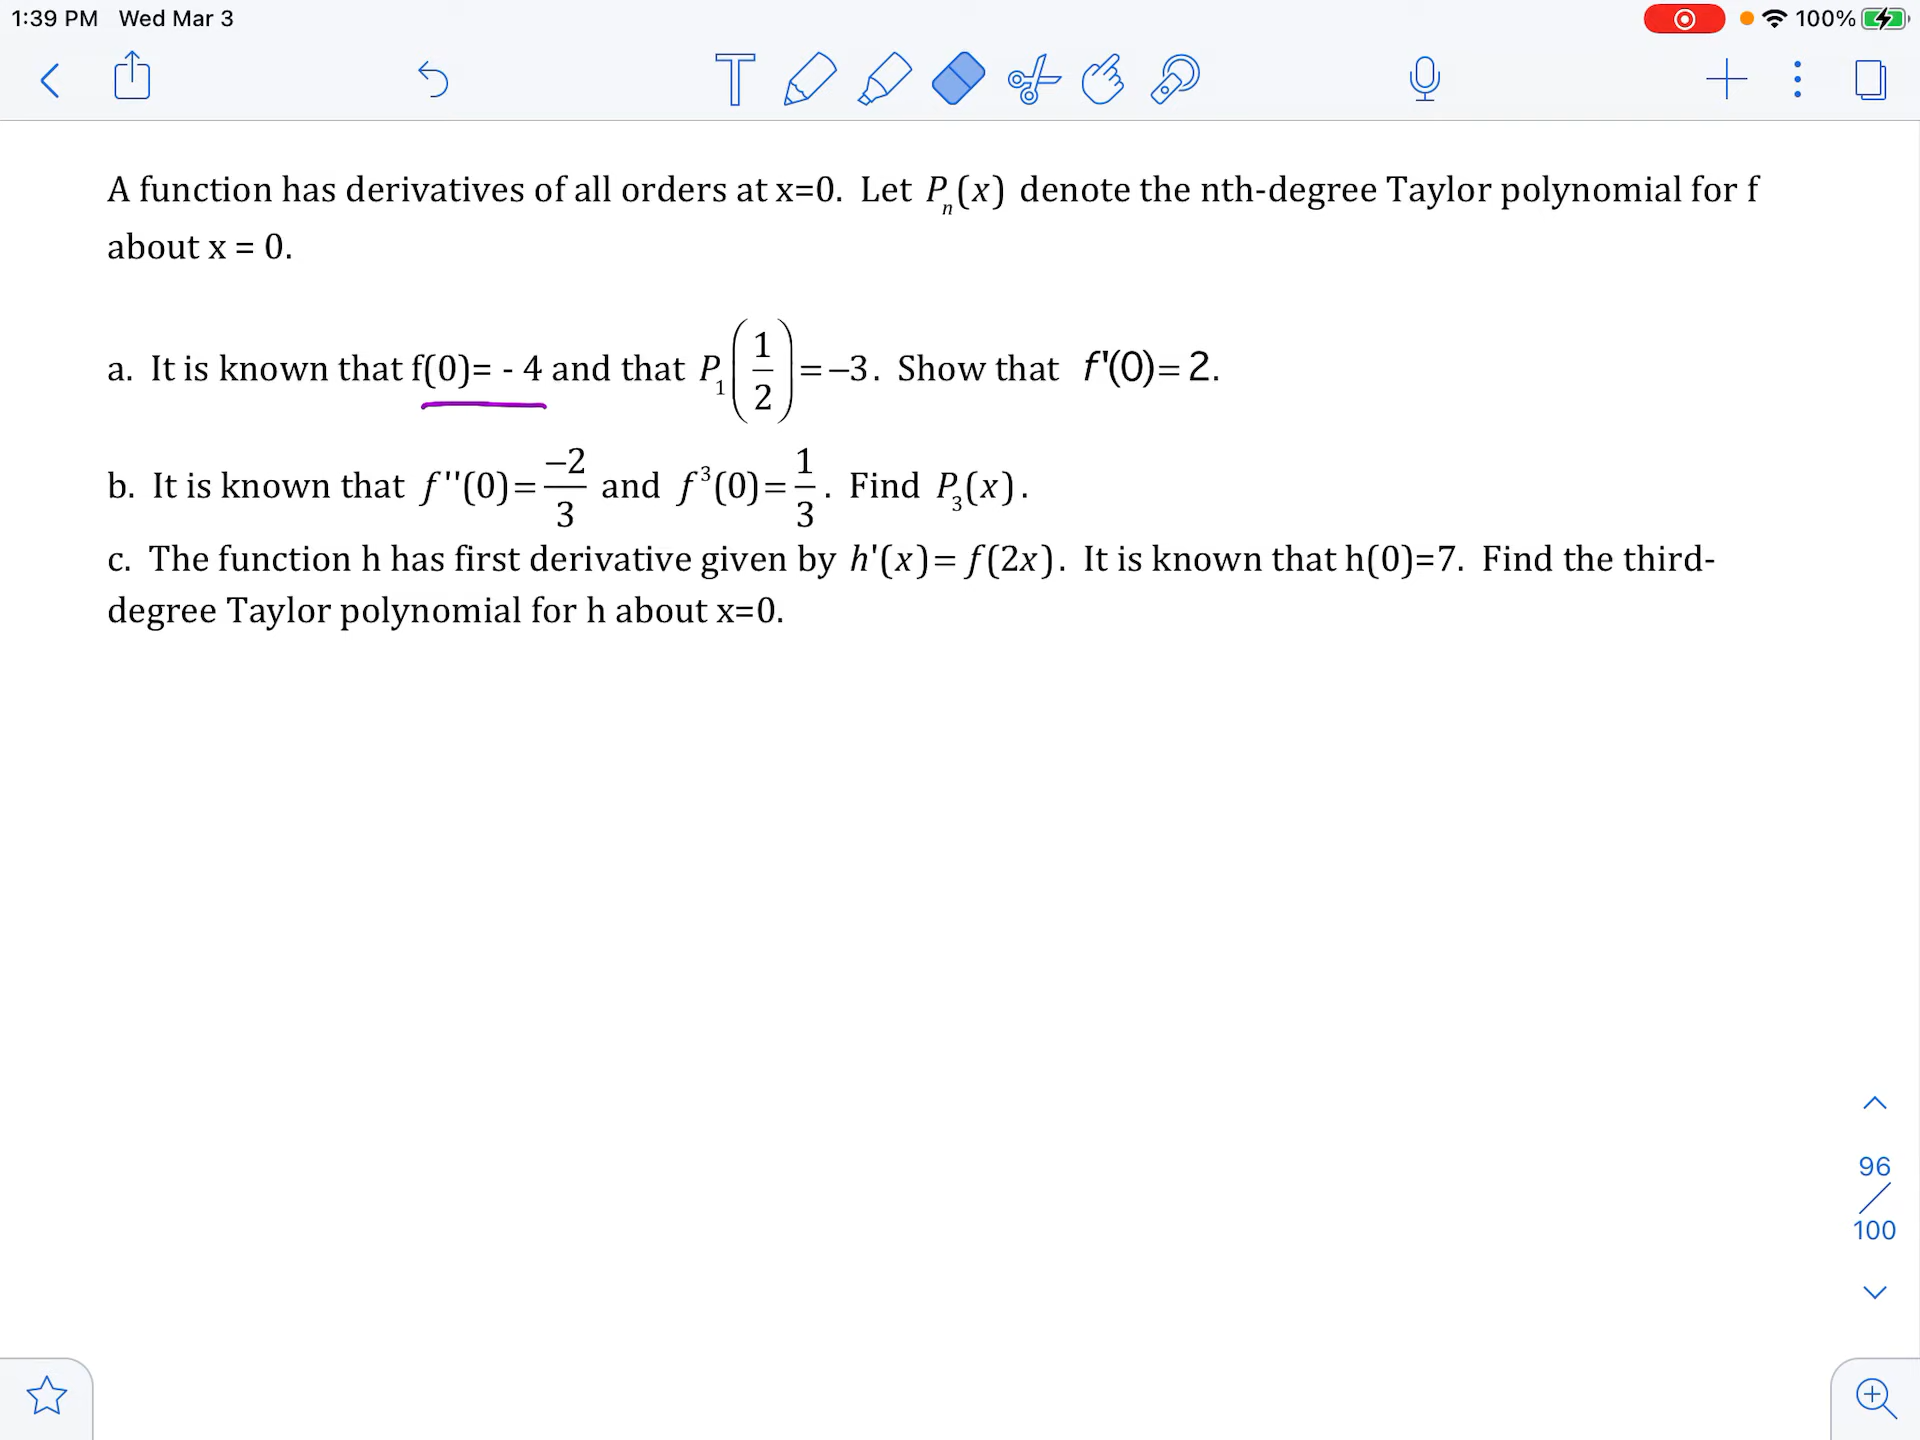 1:39 PM Wed Mar 3
100%
A function has derivatives of all orders at x=0. Let Pₙ(x) denote the nth-degree Taylor polynomial for f
about x = 0.
a. It is known that f(0)= - 4 and that P₁(1/2)=−3. Show that f'(0)= 2.
b. It is known that f''(0)=−2/3 and f³(0)=1/3. Find P₃(x).
c. The function h has first derivative given by h'(x)= f(2x). It is known that h(0)=7. Find the third-
degree Taylor polynomial for h about x=0.
96
/
100